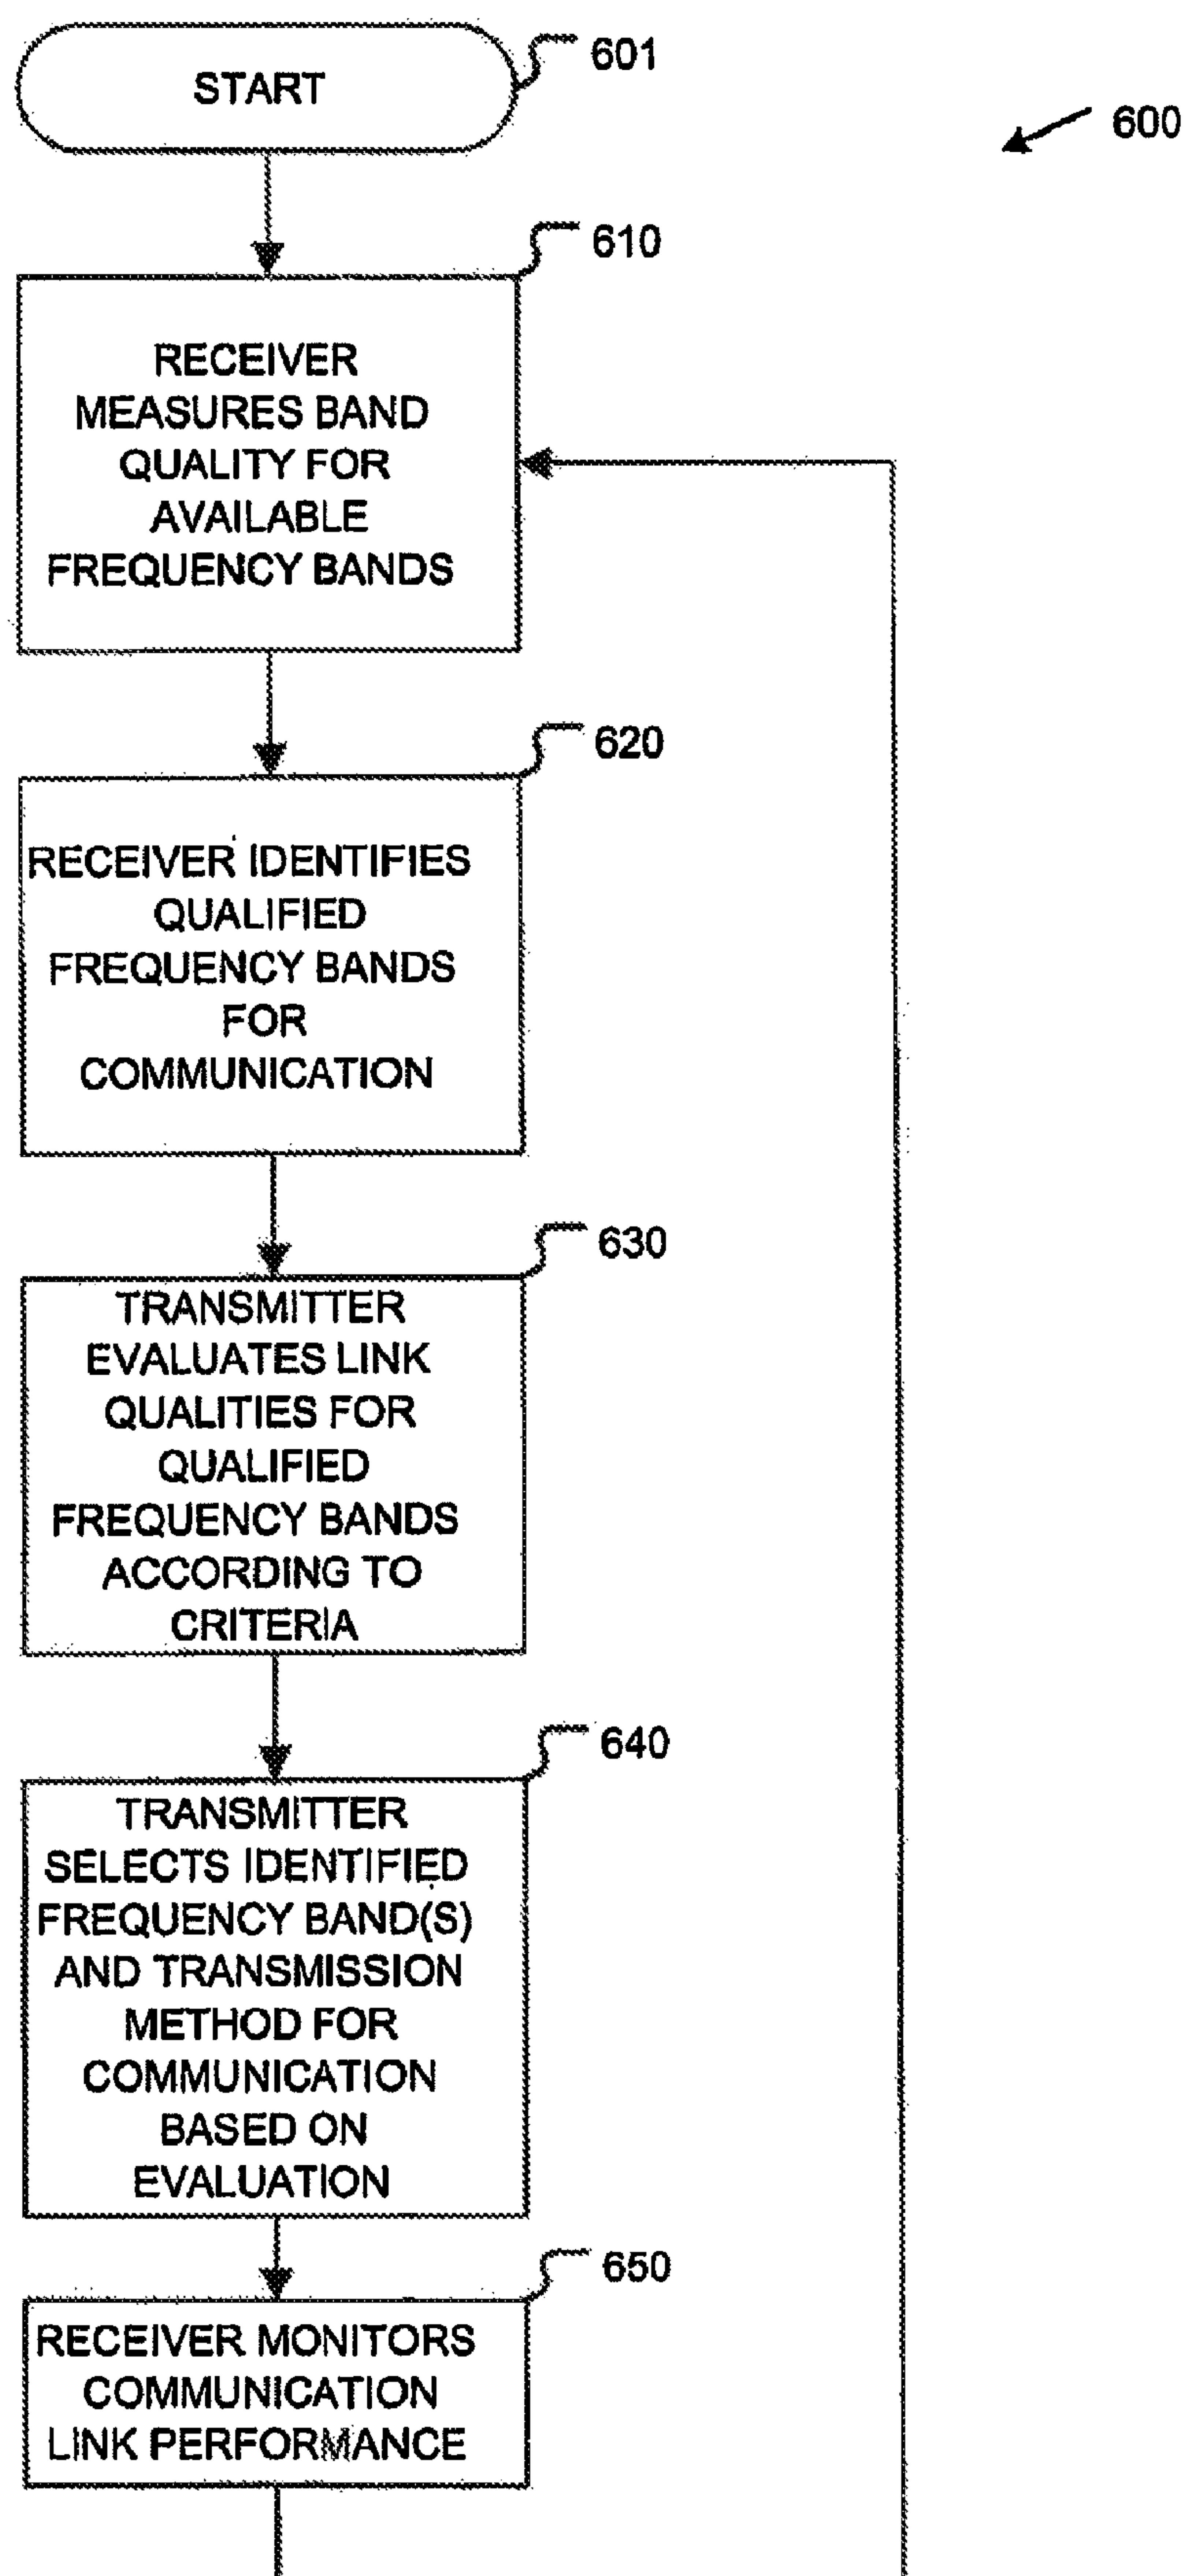 START
601
600
610
RECEIVER
MEASURES BAND
QUALITY FOR
AVAILABLE
FREQUENCY BANDS
620
RECEIVER IDENTIFIES
QUALIFIED
FREQUENCY BANDS
FOR
COMMUNICATION
630
TRANSMITTER
EVALUATES LINK
QUALITIES FOR
QUALIFIED
FREQUENCY BANDS
ACCORDING TO
CRITERIA
640
TRANSMITTER
SELECTS IDENTIFIED
FREQUENCY BAND(S)
AND TRANSMISSION
METHOD FOR
COMMUNICATION
BASED ON
EVALUATION
650
RECEIVER MONITORS
COMMUNICATION
LINK PERFORMANCE